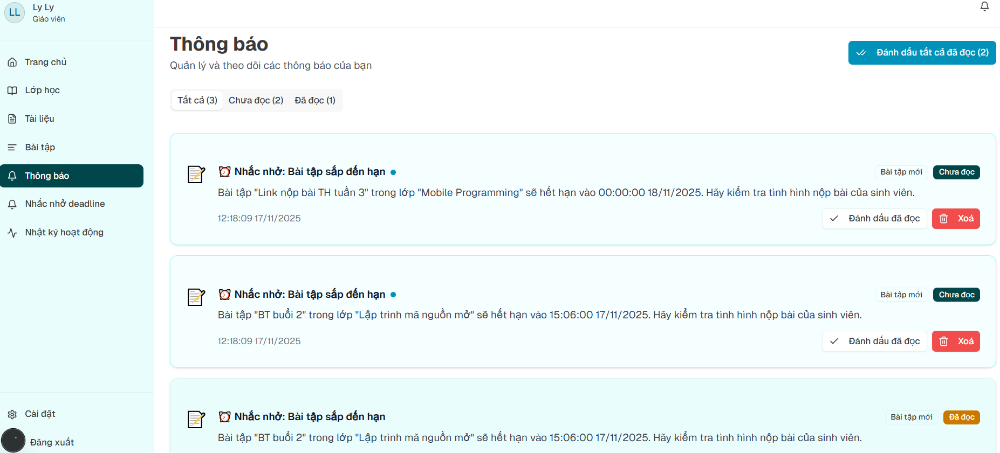 LL
Ly Ly
Giáo viên
Trang chủ
Lớp học
Tài liệu
Bài tập
Thông báo
Nhắc nhở deadline
Nhật ký hoạt động
Cài đặt
Đăng xuất
Thông báo
Quản lý và theo dõi các thông báo của bạn
Đánh dấu tất cả đã đọc (2)
Tất cả (3) Chưa đọc (2) Đã đọc (1)
Nhắc nhở: Bài tập sắp đến hạn Bài tập mới Chưa đọc
Bài tập "Link nộp bài TH tuần 3" trong lớp "Mobile Programming" sẽ hết hạn vào 00:00:00 18/11/2025. Hãy kiểm tra tình hình nộp bài của sinh viên.
12:18:09 17/11/2025 Đánh dấu đã đọc Xoá
Nhắc nhở: Bài tập sắp đến hạn Bài tập mới Chưa đọc
Bài tập "BT buổi 2" trong lớp "Lập trình mã nguồn mở" sẽ hết hạn vào 15:06:00 17/11/2025. Hãy kiểm tra tình hình nộp bài của sinh viên.
12:18:09 17/11/2025 Đánh dấu đã đọc Xoá
Nhắc nhở: Bài tập sắp đến hạn Bài tập mới Đã đọc
Bài tập "BT buổi 2" trong lớp "Lập trình mã nguồn mở" sẽ hết hạn vào 15:06:00 17/11/2025. Hãy kiểm tra tình hình nộp bài của sinh viên.